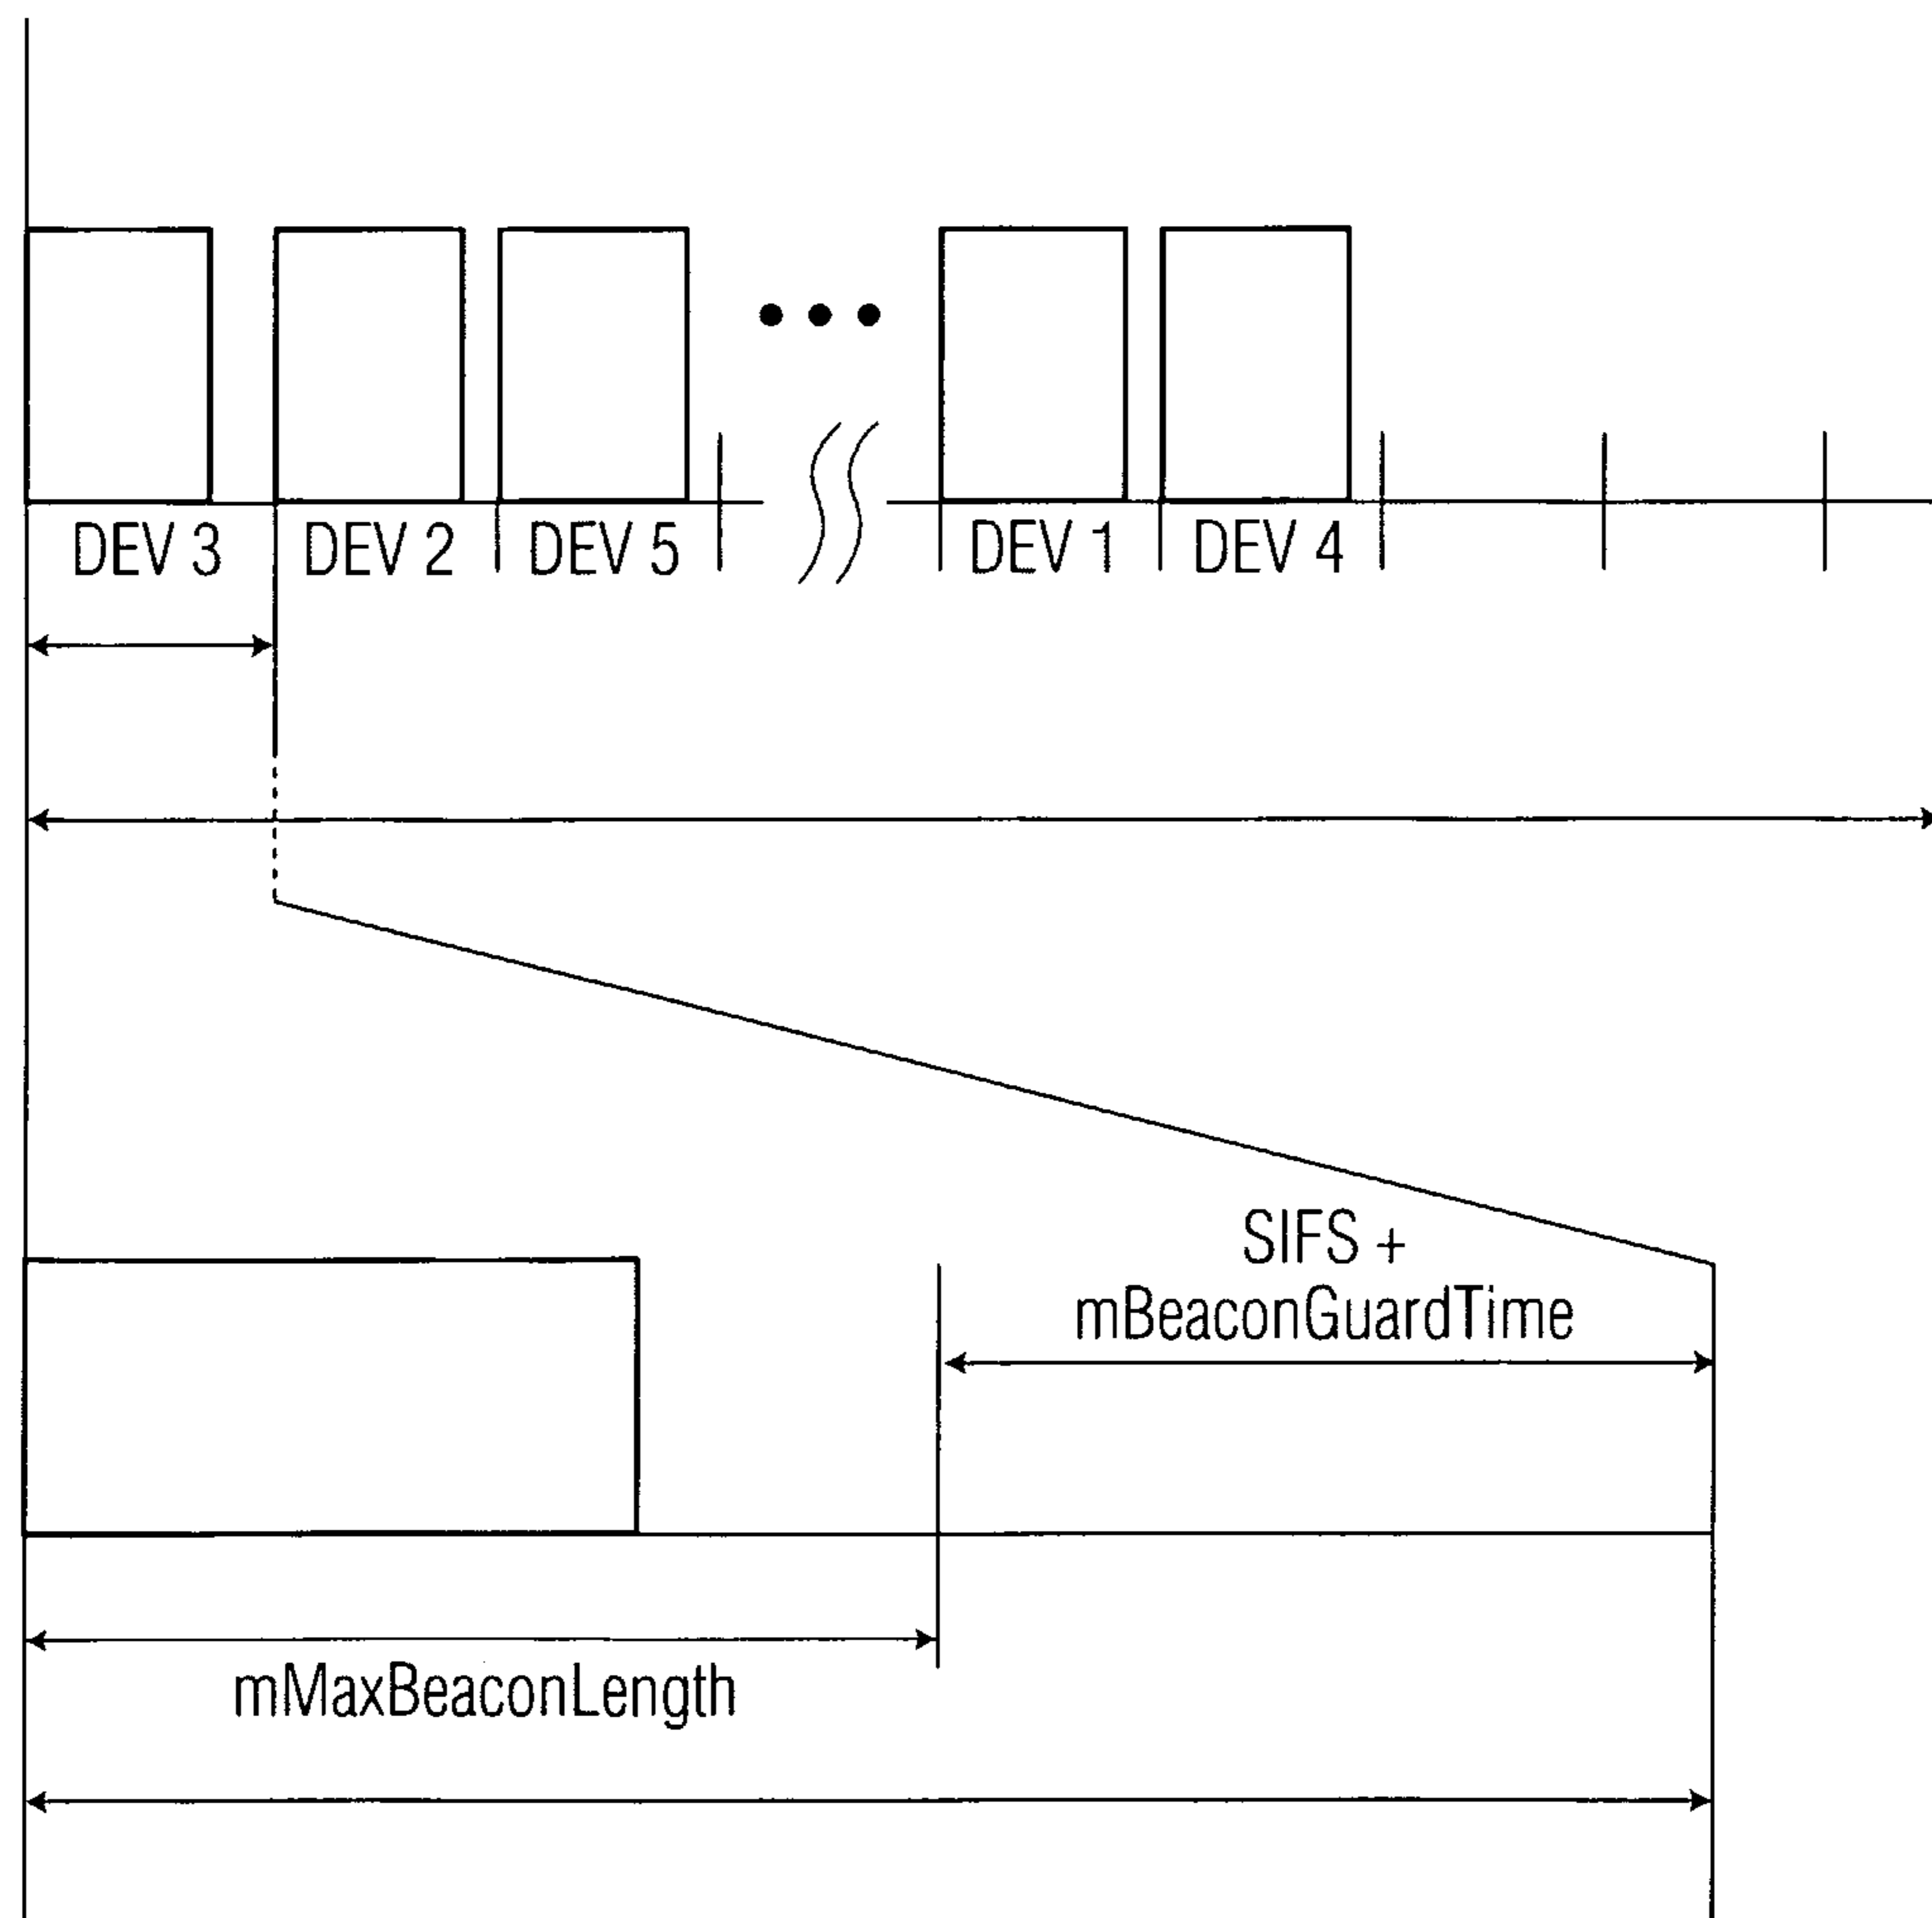 DEV 3 DEV 2 DEV 5 DEV 1 DEV 4
SIFS +
mBeaconGuardTime
mMaxBeaconLength